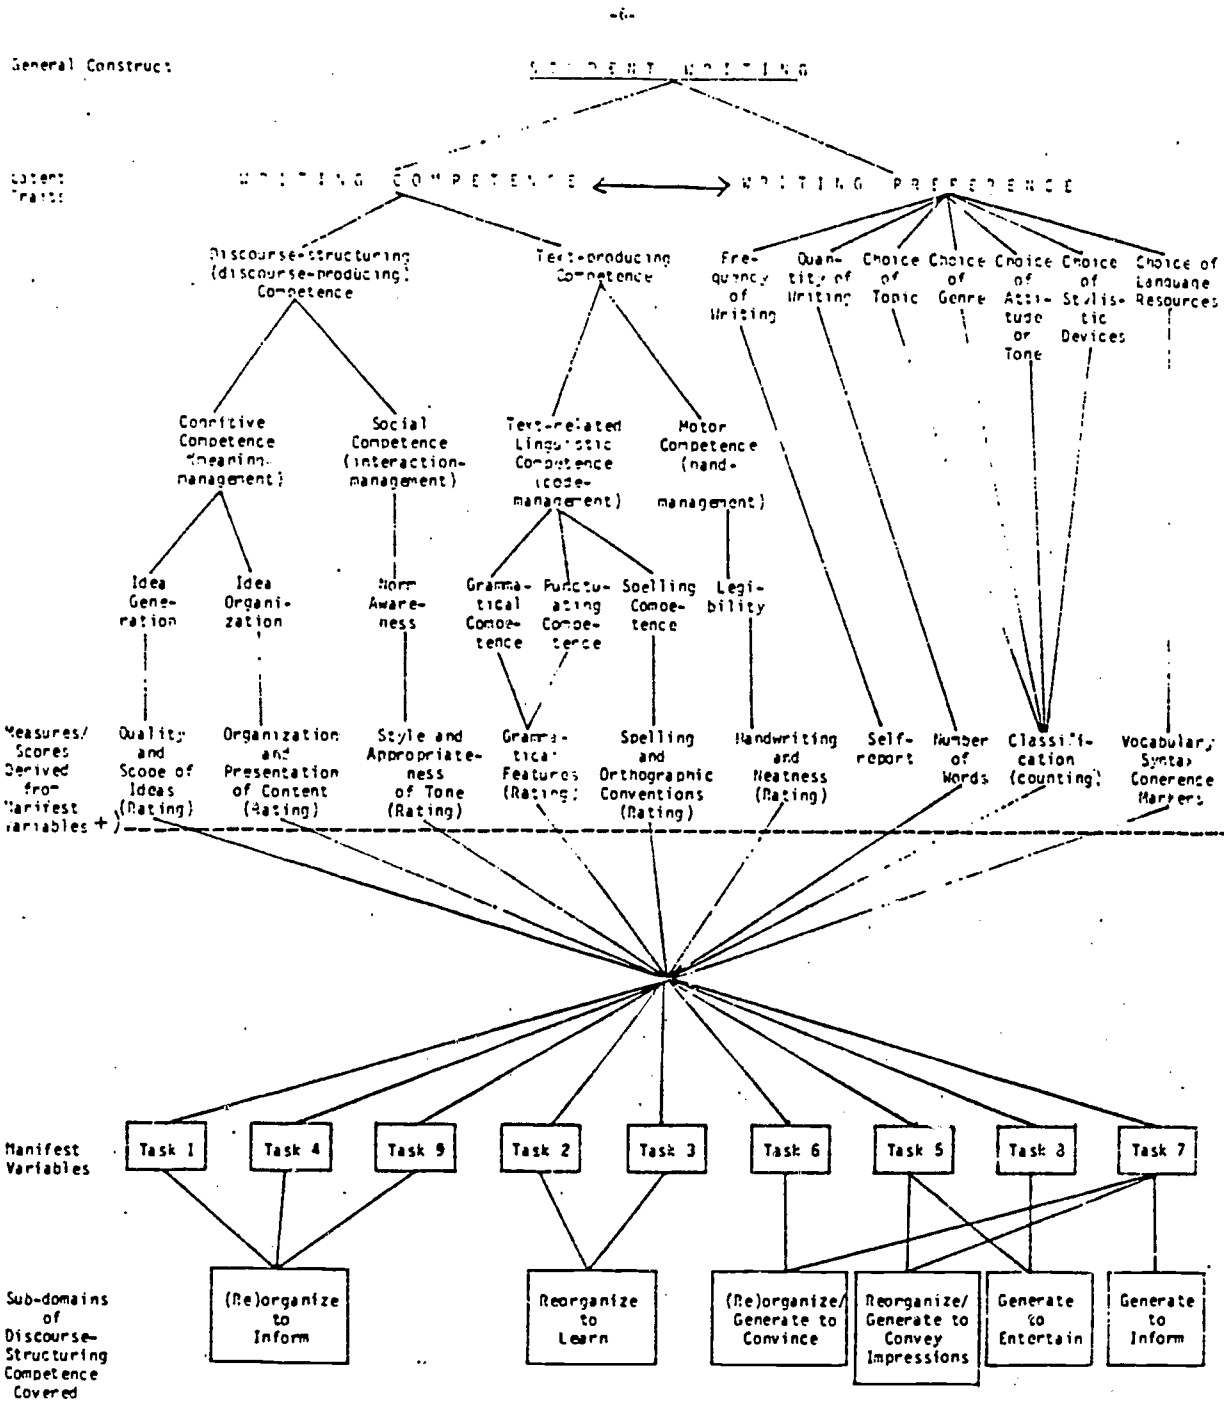 -6-
General Construct
STUDENT WRITING
Latent
Traits
WRITING COMPETENCE
WRITING PREFERENCE
Discourse-structuring
(discourse-producing)
Competence
Text-producing
Competence
Fre-
quency
of
Writing
Quan-
tity of
Writing
Choice
of
Topic
Choice
of
Genre
Choice
of
Atti-
tude
or
Tone
Choice
of
Stylis-
tic
Devices
Choice of
Language
Resources
Cognitive
Competence
(meaning-
management)
Social
Competence
(interaction-
management)
Text-related
Linguistic
Competence
(code-
management)
Motor
Competence
(hand-
management)
Idea
Gene-
ration
Idea
Organi-
zation
Norm
Aware-
ness
Gramma-
tical
Compe-
tence
Punctu-
ating
Compe-
tence
Spelling
Compe-
tence
Legi-
bility
Measures/
Scores
Derived
from
Manifest
Variables +)
Quality
and
Scope of
Ideas
(Rating)
Organization
and
Presentation
of Content
(Rating)
Style and
Appropriate-
ness
of Tone
(Rating)
Gramma-
tical
Features
(Rating)
Spelling
and
Orthographic
Conventions
(Rating)
Handwriting
and
Neatness
(Rating)
Self-
report
Number
of
Words
Classifi-
cation
(counting)
Vocabulary
Syntax
Coherence
Markers
Manifest
Variables
Task 1
Task 4
Task 9
Task 2
Task 3
Task 6
Task 5
Task 8
Task 7
Sub-domains
of
Discourse-
Structuring
Competence
Covered
(Re)organize
to
Inform
Reorganize
to
Learn
(Re)organize/
Generate to
Convince
Reorganize/
Generate to
Convey
Impressions
Generate
to
Entertain
Generate
to
Inform